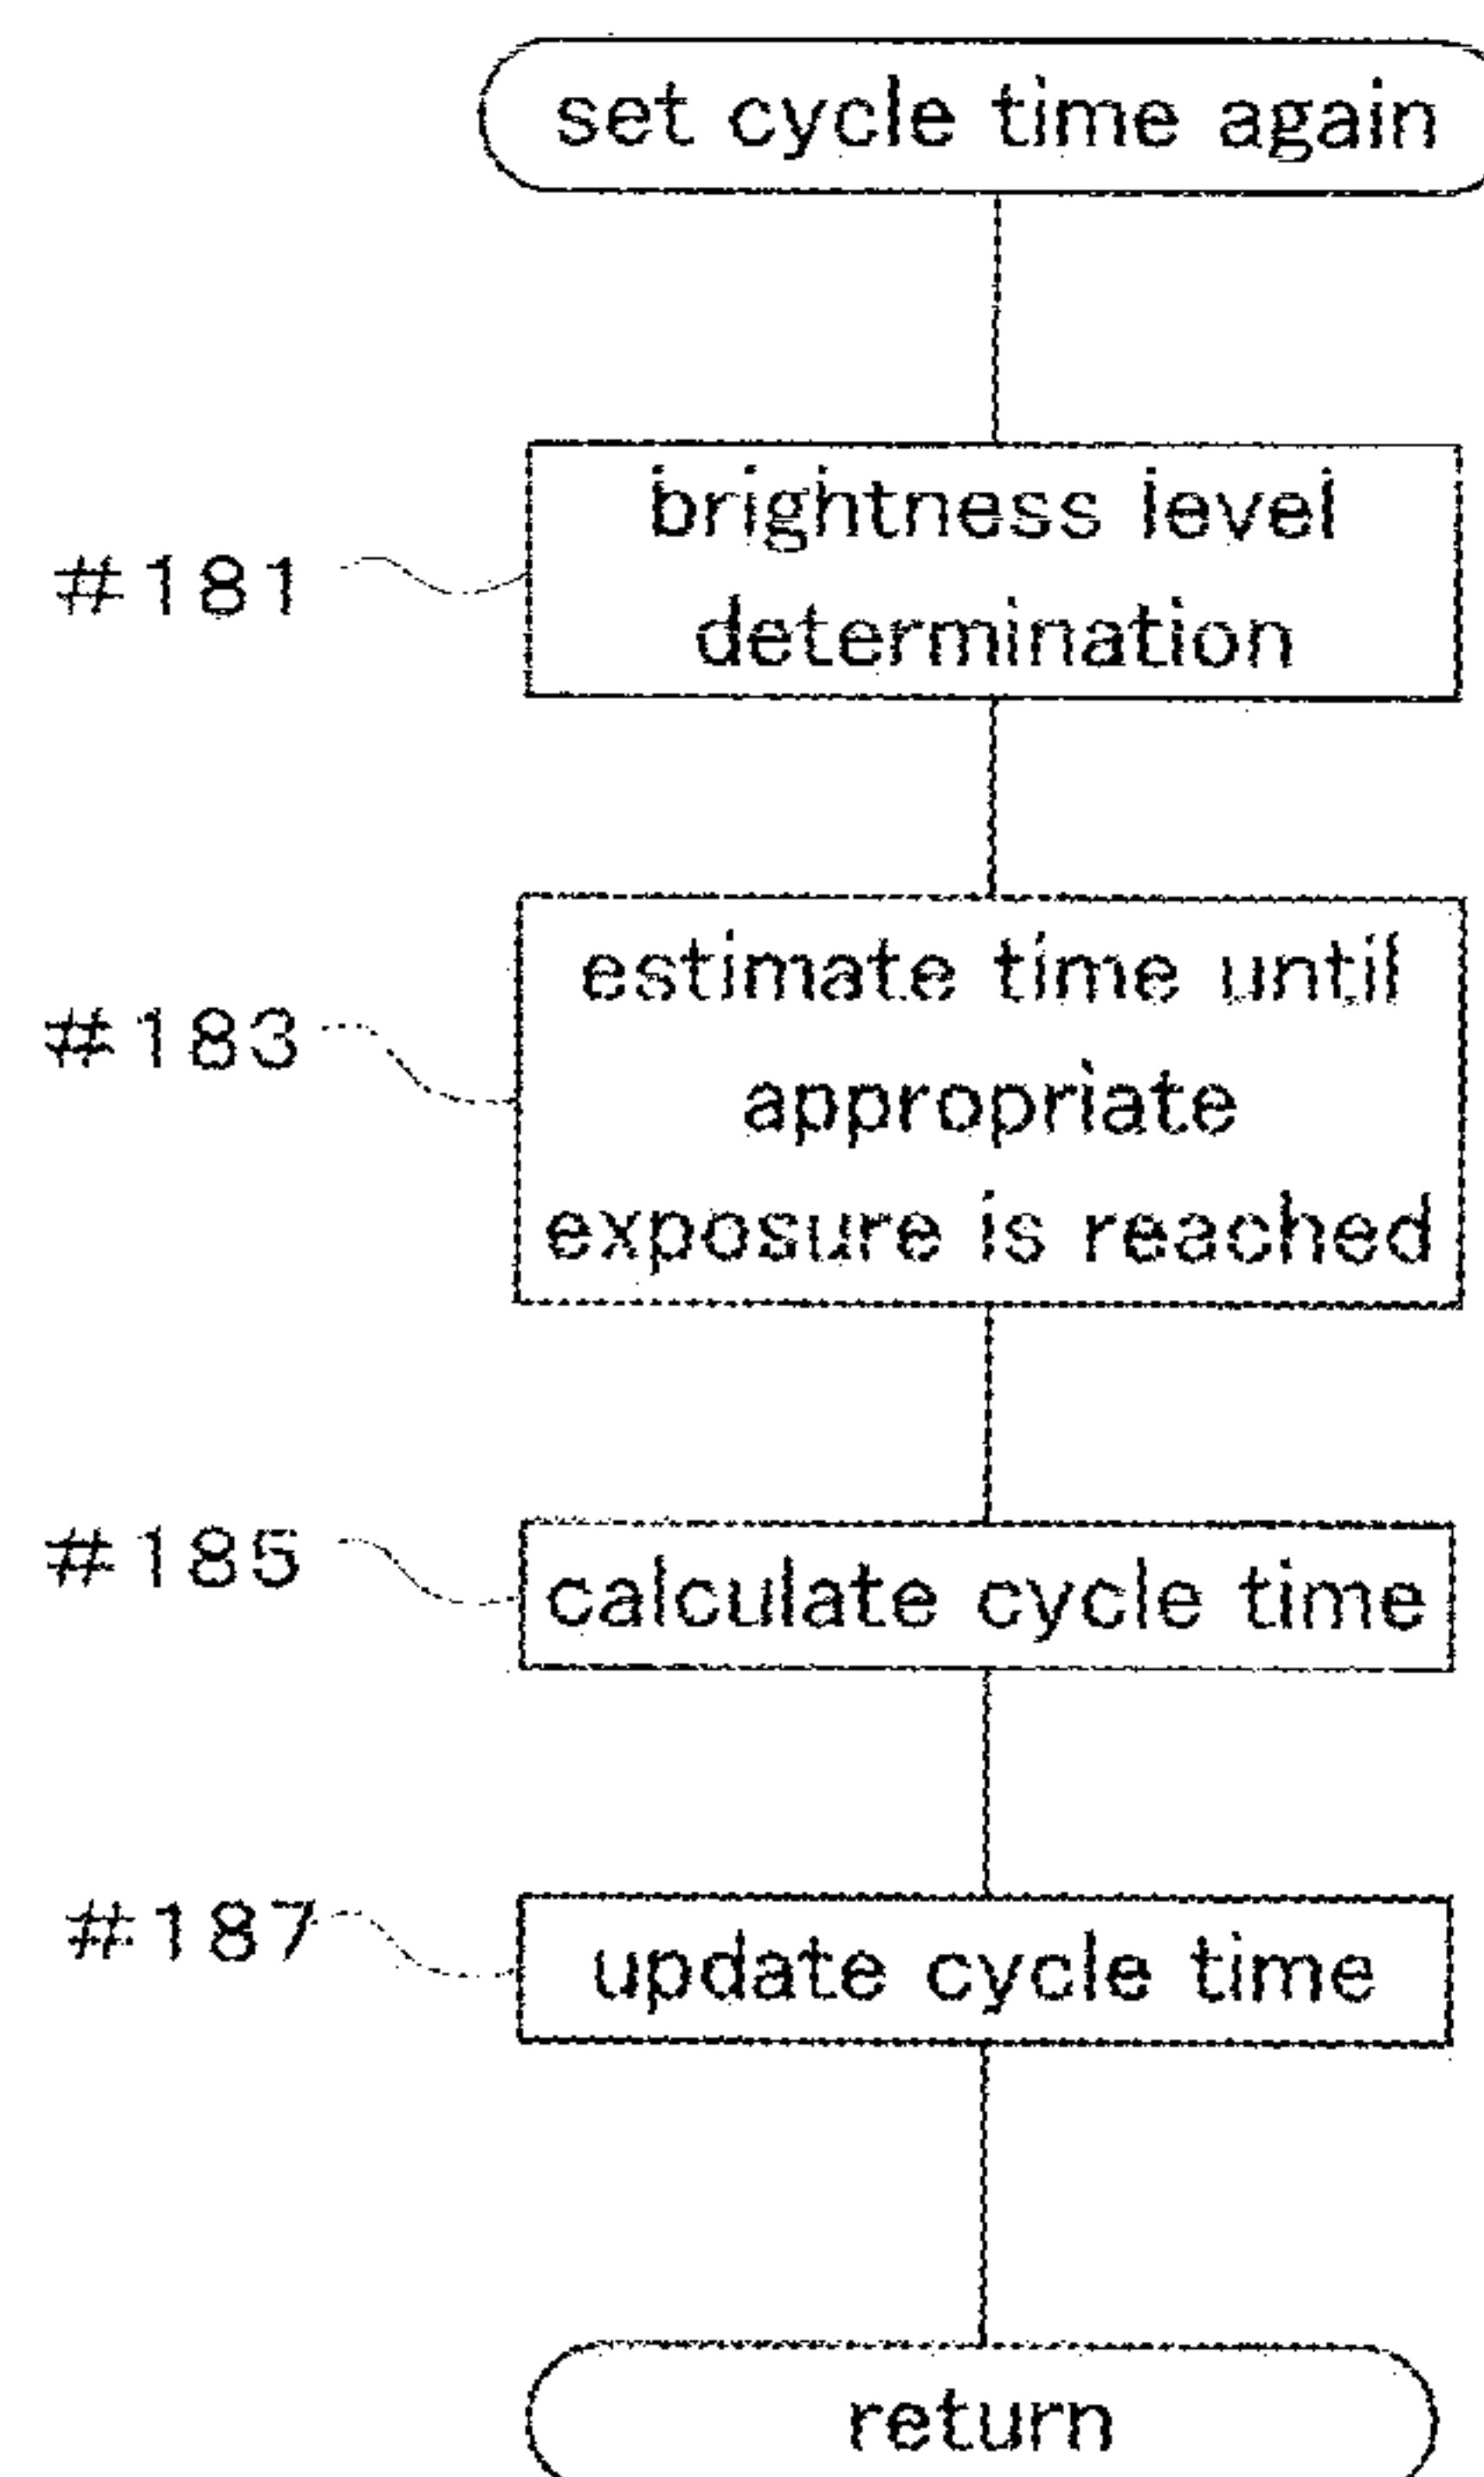 set cycle time again
#181
brightness level
determination
#183
estimate time until
appropriate
exposure is reached
#185
calculate cycle time
#187
update cycle time
return